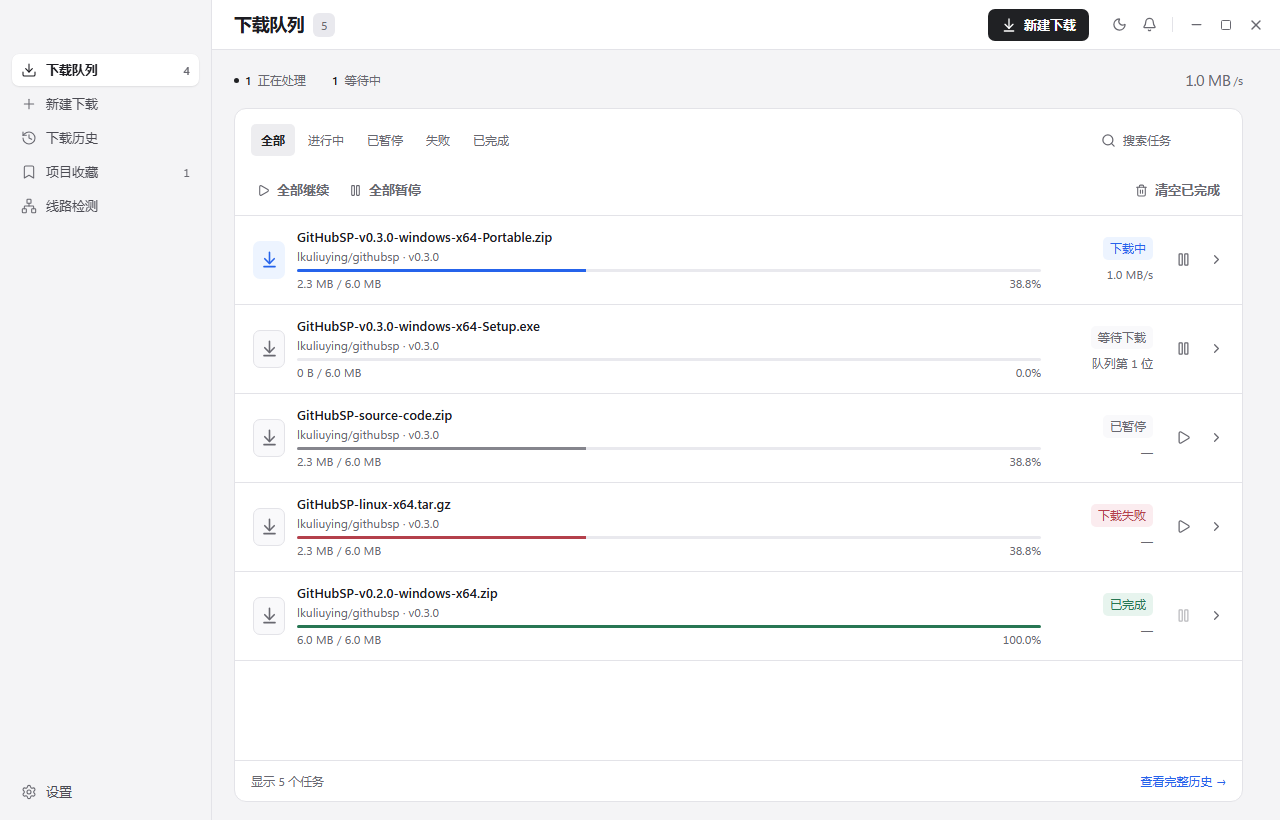 下载队列 5
新建下载
下载队列 4
新建下载
下载历史
项目收藏 1
线路检测
设置
1 正在处理 1 等待中
1.0 MB/s
全部 进行中 已暂停 失败 已完成
搜索任务
全部继续 全部暂停
清空已完成
GitHubSP-v0.3.0-windows-x64-Portable.zip
lkuliuying/githubsp · v0.3.0
2.3 MB / 6.0 MB 38.8%
下载中
1.0 MB/s
GitHubSP-v0.3.0-windows-x64-Setup.exe
lkuliuying/githubsp · v0.3.0
0 B / 6.0 MB 0.0%
等待下载
队列第 1 位
GitHubSP-source-code.zip
lkuliuying/githubsp · v0.3.0
2.3 MB / 6.0 MB 38.8%
已暂停
—
GitHubSP-linux-x64.tar.gz
lkuliuying/githubsp · v0.3.0
2.3 MB / 6.0 MB 38.8%
下载失败
—
GitHubSP-v0.2.0-windows-x64.zip
lkuliuying/githubsp · v0.3.0
6.0 MB / 6.0 MB 100.0%
已完成
—
显示 5 个任务
查看完整历史 →